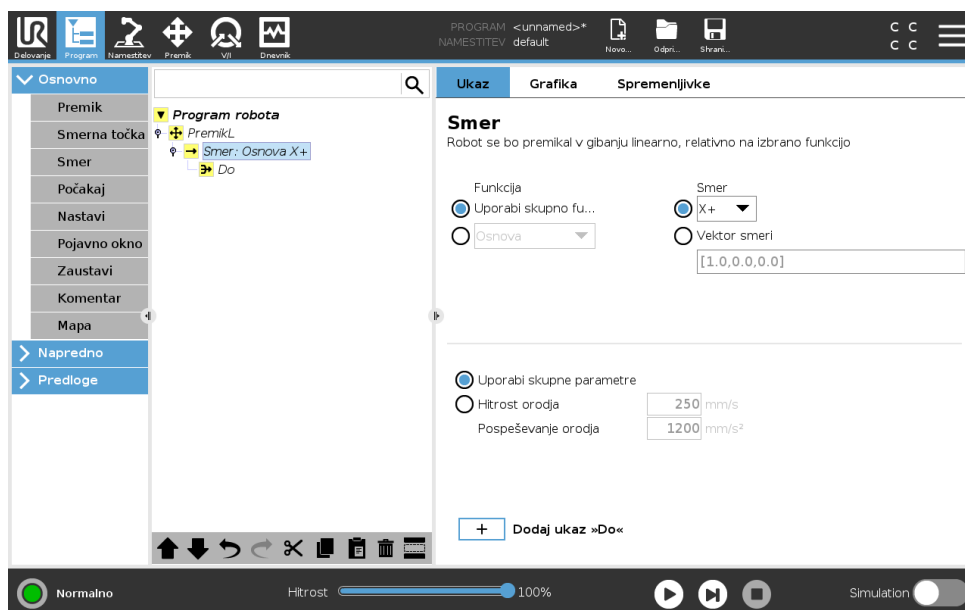 Delovanje
Program
Namestitev
Premik
V/I
Dnevnik
PROGRAM <unnamed>*
NAMESTITEV default
Novo...
Odpri...
Shrani...
C C
C C
Osnovno
Premik
Smerna točka
Smer
Počakaj
Nastavi
Pojavno okno
Zaustavi
Komentar
Mapa
Napredno
Predloge
Program robota
PremikL
Smer: Osnova X+
Do
Ukaz
Grafika
Spremenljivke
Smer
Robot se bo premikal v gibanju linearno, relativno na izbrano funkcijo
Funkcija
Uporabi skupno fu...
Osnova
Smer
X+
Vektor smeri
[1.0,0.0,0.0]
Uporabi skupne parametre
Hitrost orodja 250 mm/s
Pospeševanje orodja 1200 mm/s²
+ Dodaj ukaz »Do«
Normalno
Hitrost 100%
Simulation